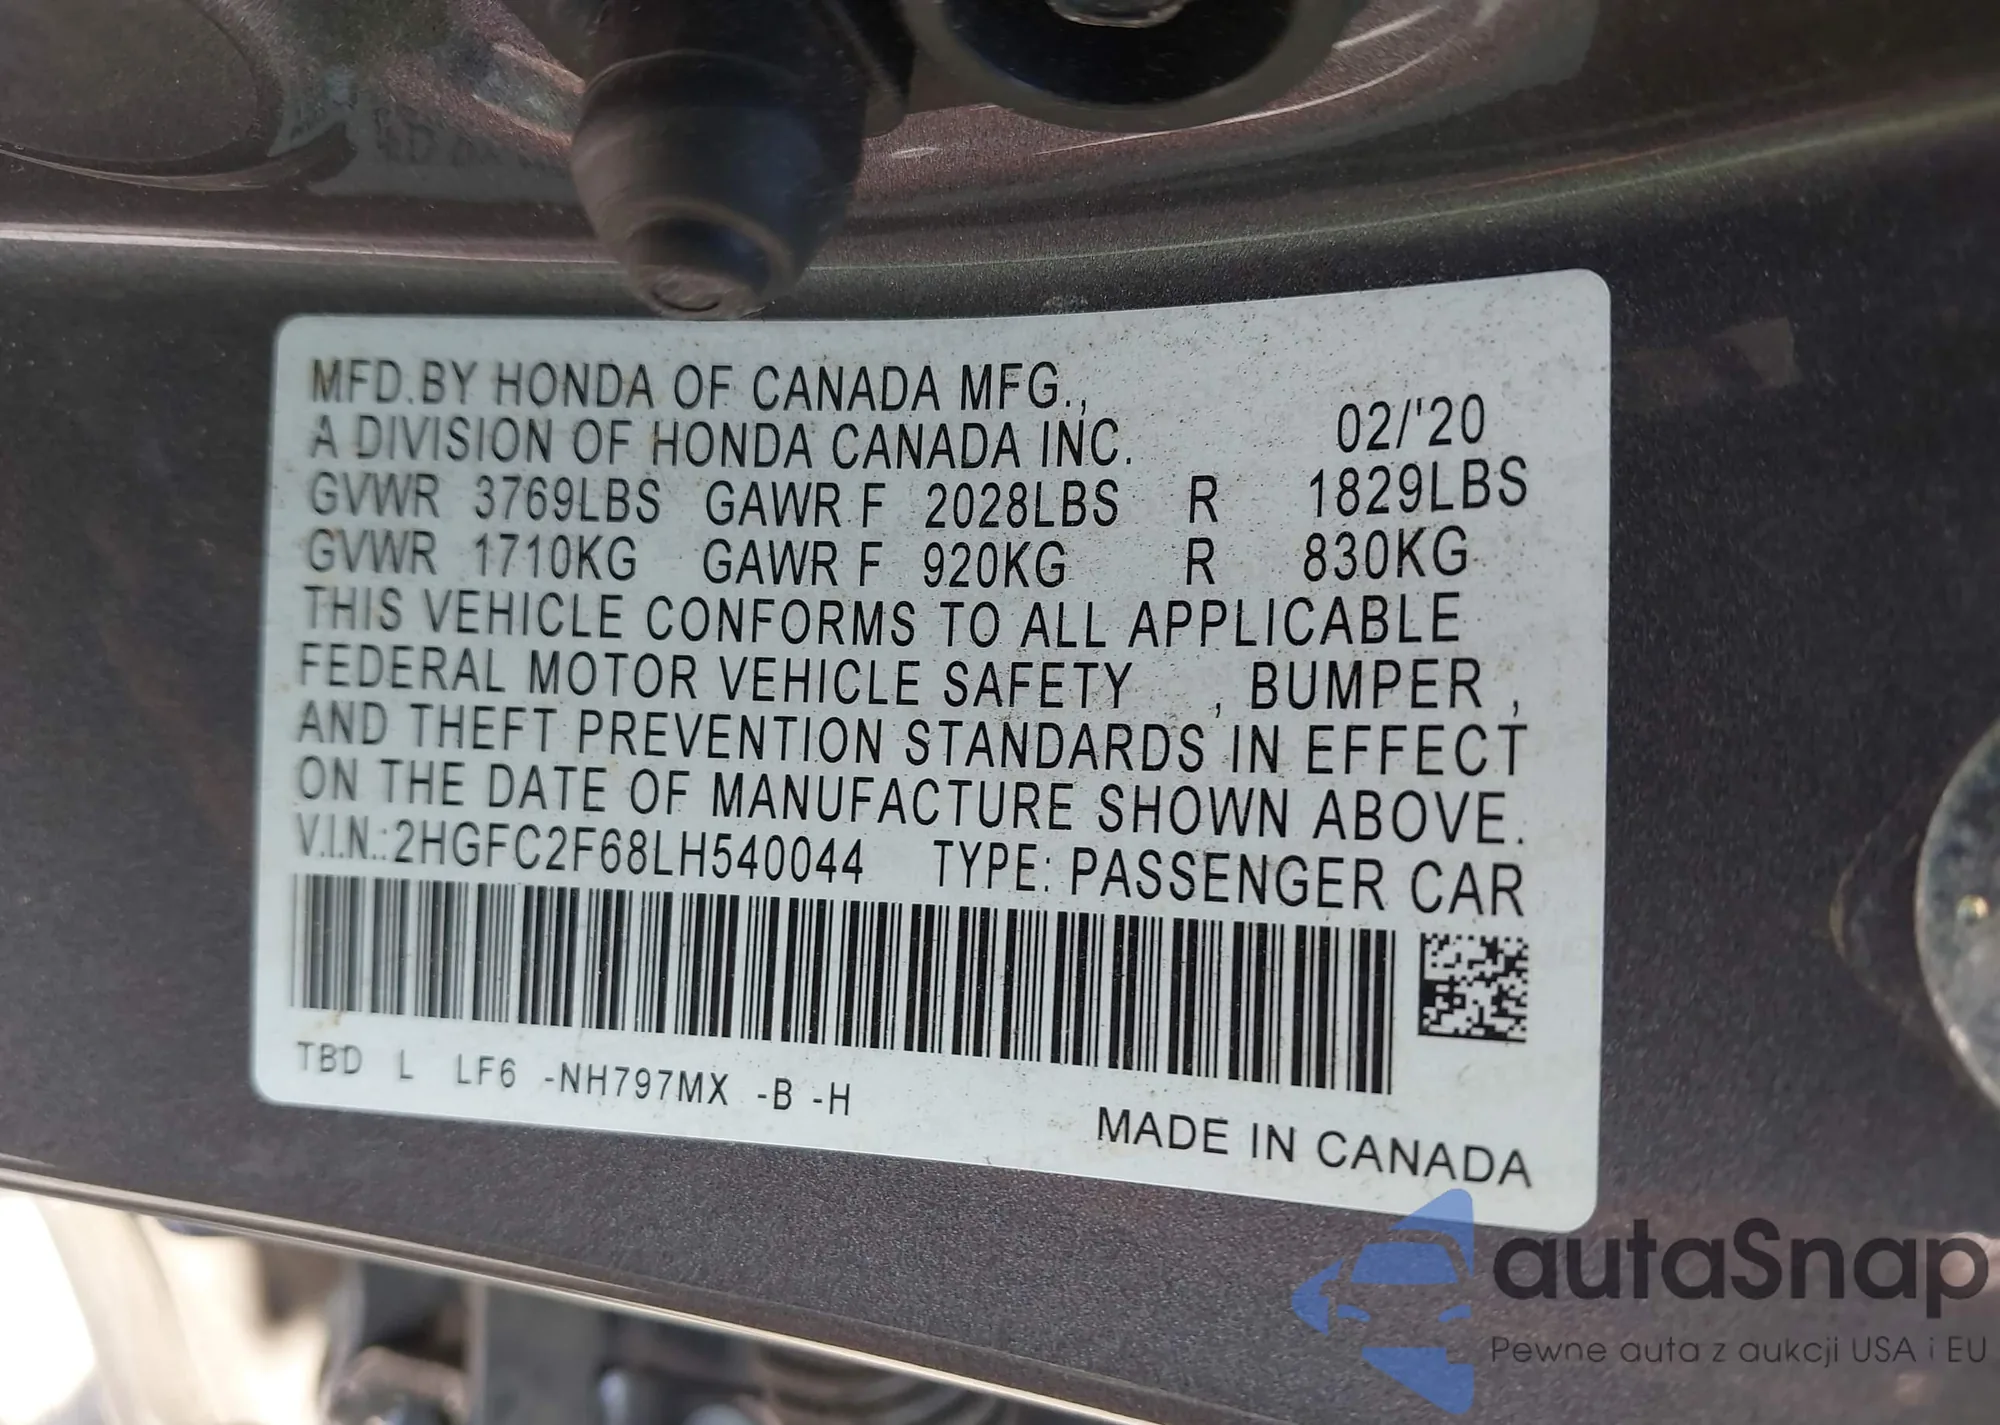 MFD.BY HONDA OF CANADA MFG.,
A DIVISION OF HONDA CANADA INC. 02/'20
GVWR 3769LBS GAWR F 2028LBS R 1829LBS
GVWR 1710KG GAWR F 920KG R 830KG
THIS VEHICLE CONFORMS TO ALL APPLICABLE
FEDERAL MOTOR VEHICLE SAFETY , BUMPER ,
AND THEFT PREVENTION STANDARDS IN EFFECT
ON THE DATE OF MANUFACTURE SHOWN ABOVE.
V.I.N.:2HGFC2F68LH540044 TYPE: PASSENGER CAR
TBD L LF6 -NH797MX -B -H
MADE IN CANADA
autaSnap
Pewne auta z aukcji USA i EU